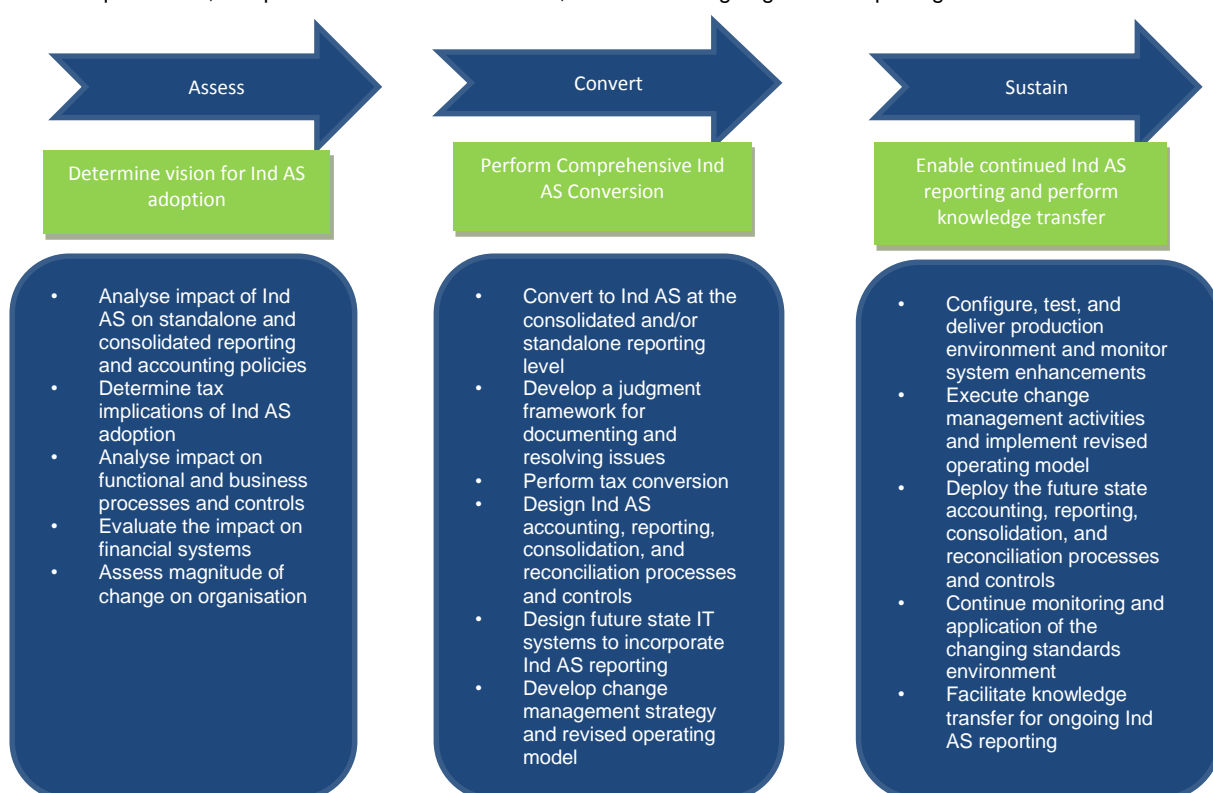 Assess
Determine vision for Ind AS
adoption
• Analyse impact of Ind
AS on standalone and
consolidated reporting
and accounting policies
• Determine tax
implications of Ind AS
adoption
• Analyse impact on
functional and business
processes and controls
• Evaluate the impact on
financial systems
• Assess magnitude of
change on organisation
Convert
Perform Comprehensive Ind
AS Conversion
• Convert to Ind AS at the
consolidated and/or
standalone reporting
level
• Develop a judgment
framework for
documenting and
resolving issues
• Perform tax conversion
• Design Ind AS
accounting, reporting,
consolidation, and
reconciliation processes
and controls
• Design future state IT
systems to incorporate
Ind AS reporting
• Develop change
management strategy
and revised operating
model
Sustain
Enable continued Ind AS
reporting and perform
knowledge transfer
• Configure, test, and
deliver production
environment and monitor
system enhancements
• Execute change
management activities
and implement revised
operating model
• Deploy the future state
accounting, reporting,
consolidation, and
reconciliation processes
and controls
• Continue monitoring and
application of the
changing standards
environment
• Facilitate knowledge
transfer for ongoing Ind
AS reporting